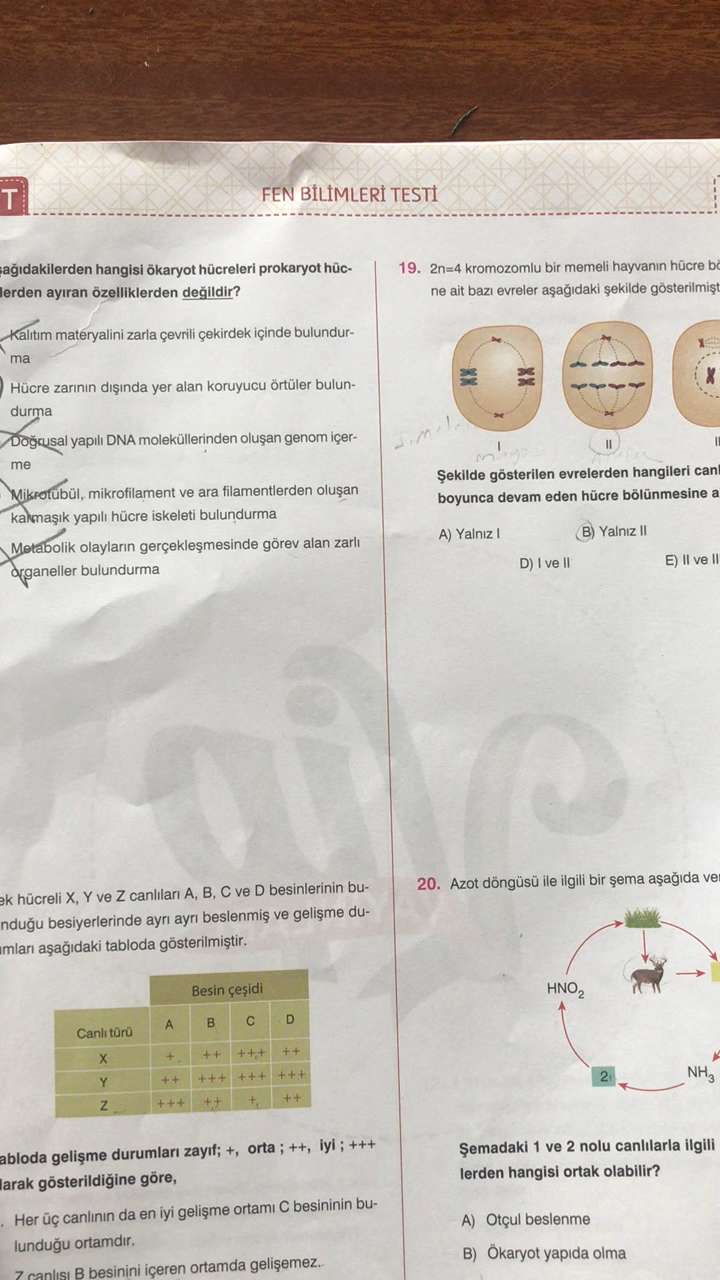 T
FEN BİLİMLERİ TESTİ
şağıdakilerden hangisi ökaryot hücreleri prokaryot hüc-
lerden ayıran özelliklerden değildir?
Kalıtım materyalini zarla çevrili çekirdek içinde bulundur-
ma
Hücre zarının dışında yer alan koruyucu örtüler bulun-
durma
Doğrusal yapılı DNA moleküllerinden oluşan genom içer-
me
Mikrotübül, mikrofilament ve ara filamentlerden oluşan
karmaşık yapılı hücre iskeleti bulundurma
Metabolik olayların gerçekleşmesinde görev alan zarlı
organeller bulundurma
ek hücreli X, Y ve Z canlıları A, B, C ve D besinlerinin bu-
nduğu besiyerlerinde ayrı ayrı beslenmiş ve gelişme du-
umları aşağıdaki tabloda gösterilmiştir.
Besin çeşidi
Canlı türü A B C D
X + ++ +++ ++
Y ++ +++ +++ +++
Z +++ ++ + ++
abloda gelişme durumları zayıf; +, orta ; ++, iyi ; +++
larak gösterildiğine göre,
. Her üç canlının da en iyi gelişme ortamı C besininin bu-
lunduğu ortamdır.
Z canlısı B besinini içeren ortamda gelişemez.
19. 2n=4 kromozomlu bir memeli hayvanın hücre bö
ne ait bazı evreler aşağıdaki şekilde gösterilmişt
I II II
Şekilde gösterilen evrelerden hangileri canl
boyunca devam eden hücre bölünmesine a
A) Yalnız I B) Yalnız II
D) I ve II E) II ve II
20. Azot döngüsü ile ilgili bir şema aşağıda ver
HNO2
2
NH3
Şemadaki 1 ve 2 nolu canlılarla ilgili
lerden hangisi ortak olabilir?
A) Otçul beslenme
B) Ökaryot yapıda olma